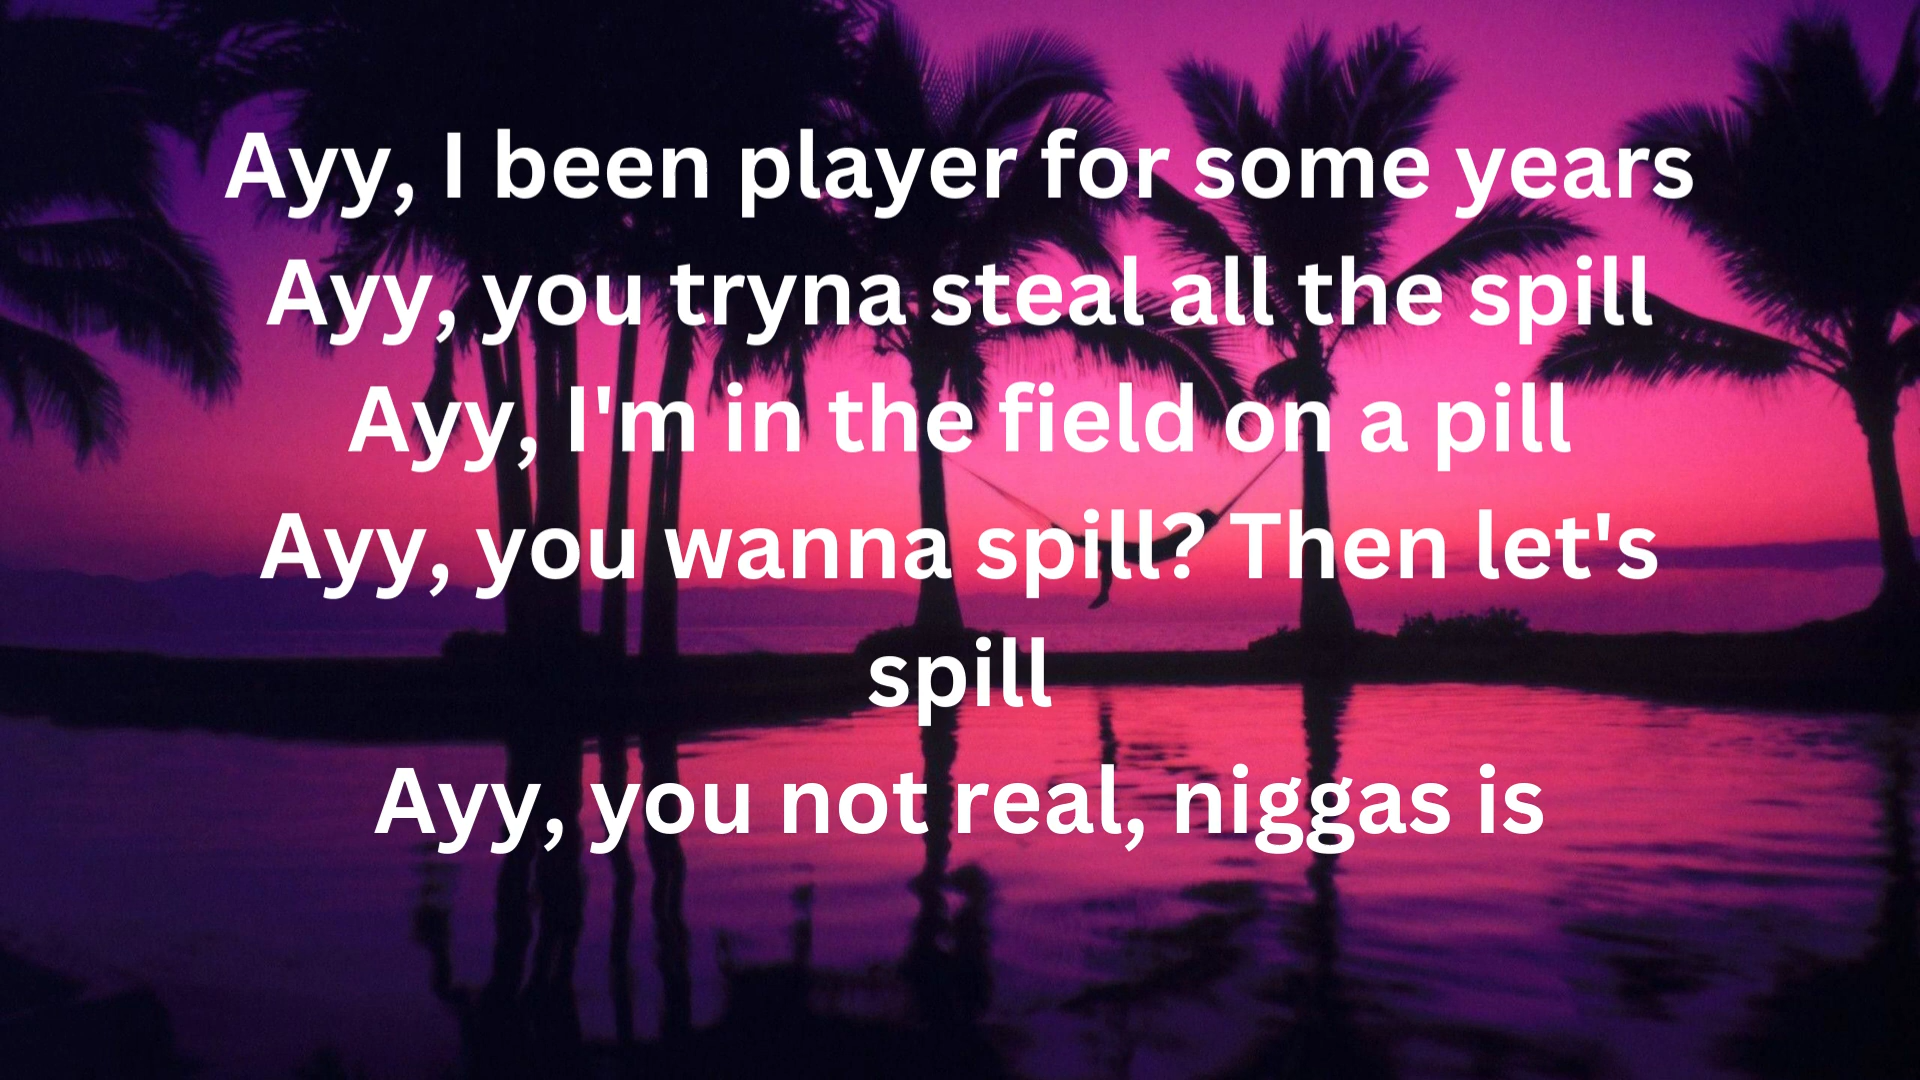 Ayy, I been player for some years
Ayy, you tryna steal all the spill
Ayy, I'm in the field on a pill
Ayy, you wanna spill? Then let's
spill
Ayy, you not real, niggas is